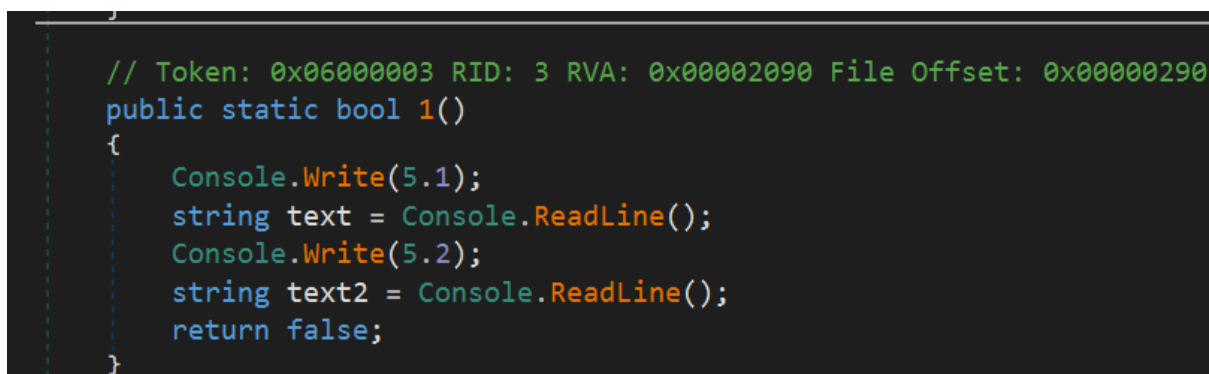 }
// Token: 0x06000003 RID: 3 RVA: 0x00002090 File Offset: 0x00000290
public static bool 1()
{
Console.Write(5.1);
string text = Console.ReadLine();
Console.Write(5.2);
string text2 = Console.ReadLine();
return false;
}